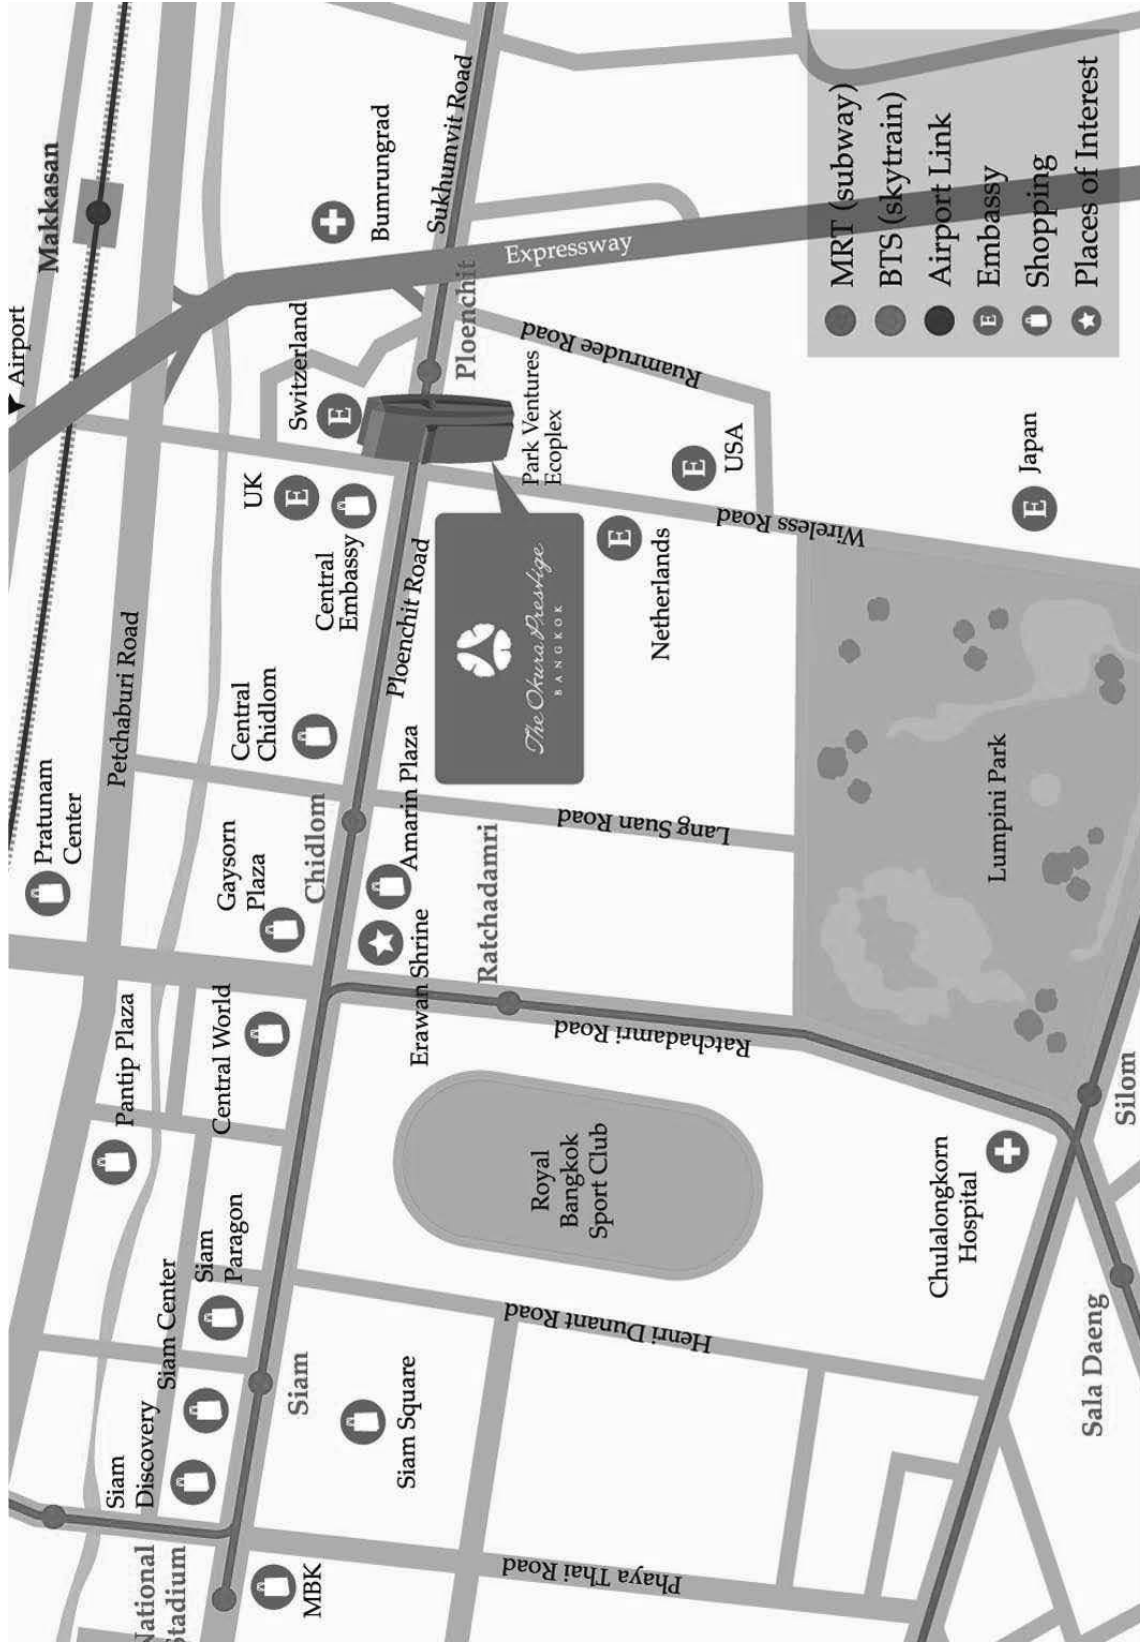 National
Stadium
MBK
Siam
Discovery
Siam Center
Siam
Paragon
Siam
Siam Square
Pantip Plaza
Central World
Pratunam
Center
Petchaburi Road
Gaysorn
Plaza
Chidlom
Central
Chidlom
Central
Embassy
UK
E
Switzerland
E
Airport
Makkasan
Bumrungrad
Sukhumvit Road
Ploenchit
Expressway
Ploenchit Road
Amarin Plaza
Erawan Shrine
Ratchadamri
The Okura Prestige
BANGKOK
Park Ventures
Ecoplex
Ruamrudee Road
USA
E
Netherlands
E
Wireless Road
Japan
E
Lang Suan Road
Ratchadamri Road
Royal
Bangkok
Sport Club
Henri Dunant Road
Phaya Thai Road
Lumpini Park
Chulalongkorn
Hospital
Silom
Sala Daeng
MRT (subway)
BTS (skytrain)
Airport Link
E Embassy
Shopping
Places of Interest